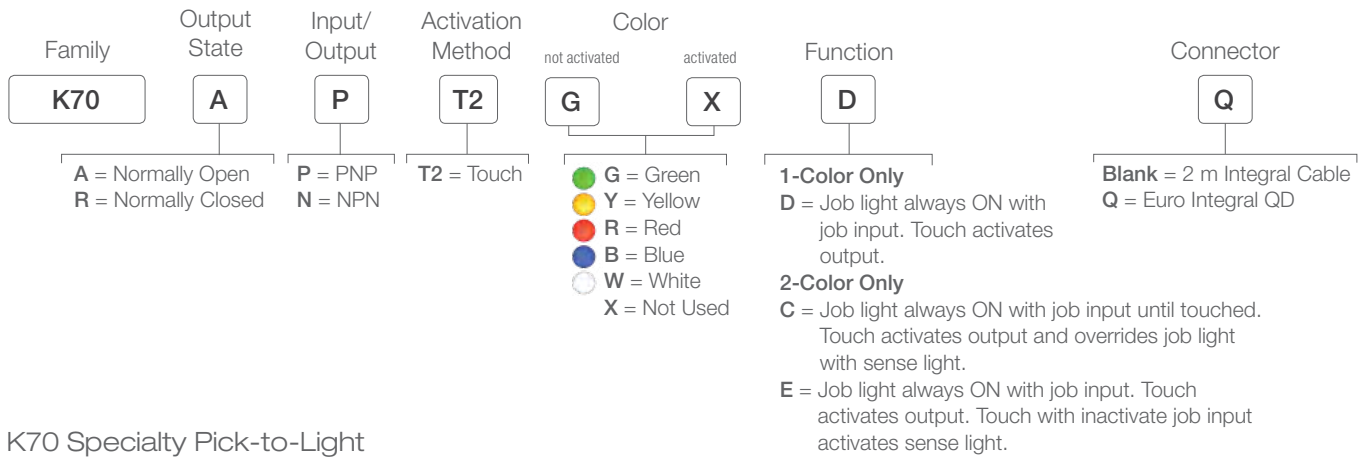 Family
Output
State
Input/
Output
Activation
Method
Color
not activated
activated
Function
Connector
K70
A
P
T2
G
X
D
Q
A = Normally Open
R = Normally Closed
P = PNP
N = NPN
T2 = Touch
G = Green
Y = Yellow
R = Red
B = Blue
W = White
X = Not Used
1-Color Only
D = Job light always ON with
job input. Touch activates
output.
2-Color Only
C = Job light always ON with job input until touched.
Touch activates output and overrides job light
with sense light.
E = Job light always ON with job input. Touch
activates output. Touch with inactivate job input
activates sense light.
Blank = 2 m Integral Cable
Q = Euro Integral QD
K70 Specialty Pick-to-Light